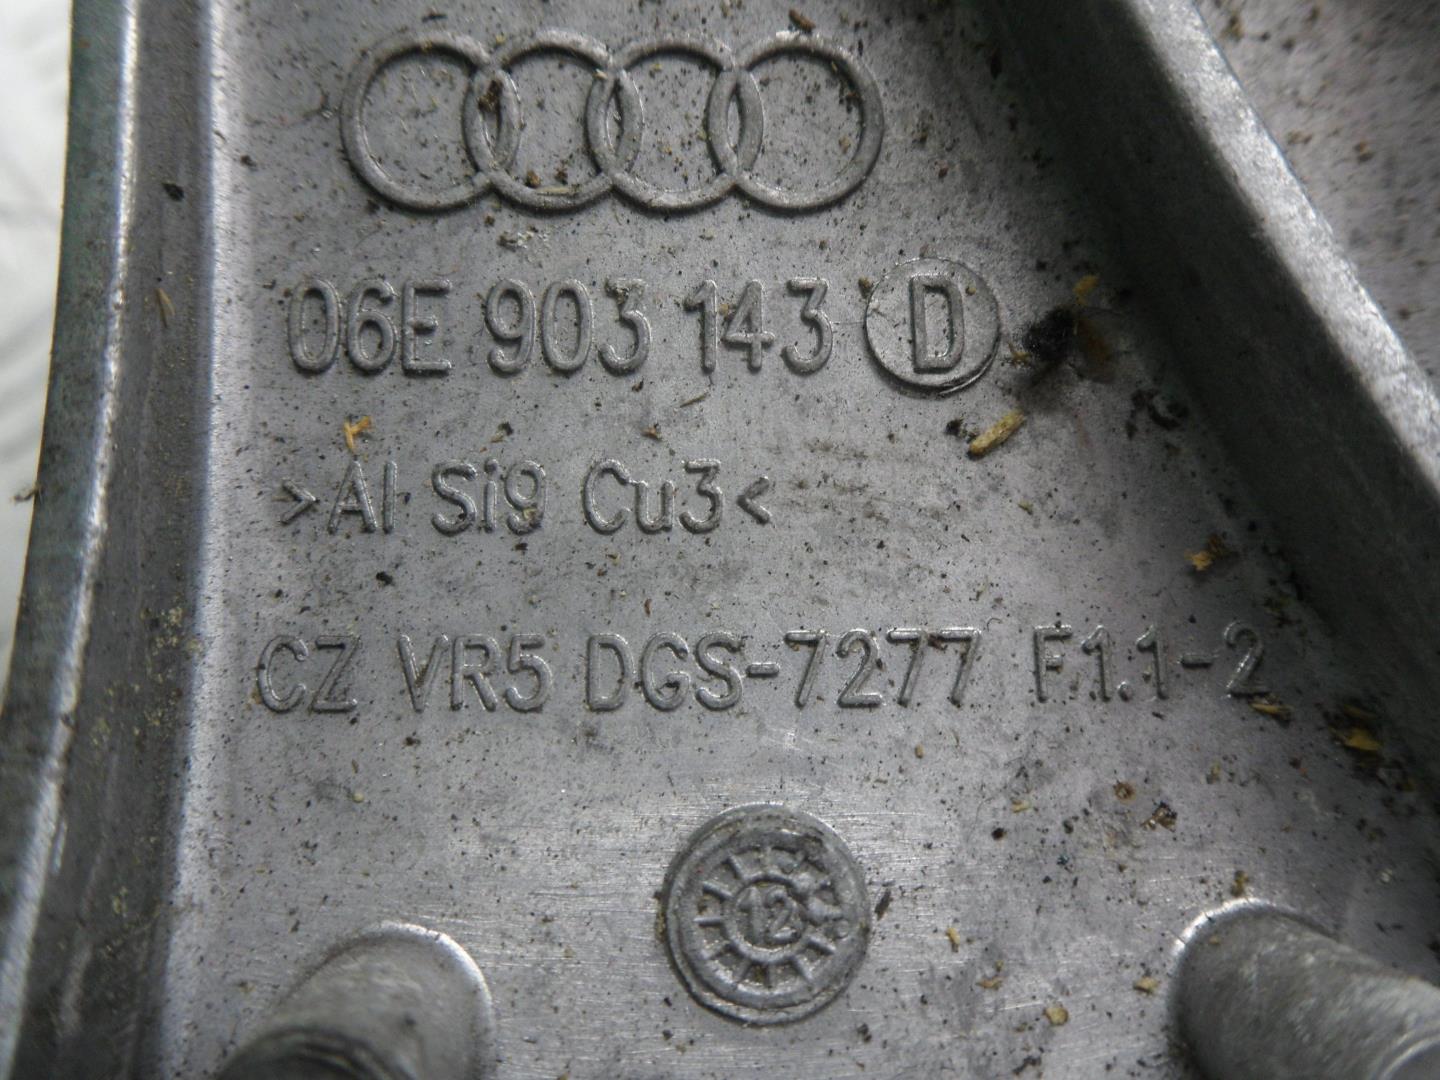 06E 903 143 D
>Al Si9 Cu3<
CZ VR5 DGS-7277 F1.1-2
12